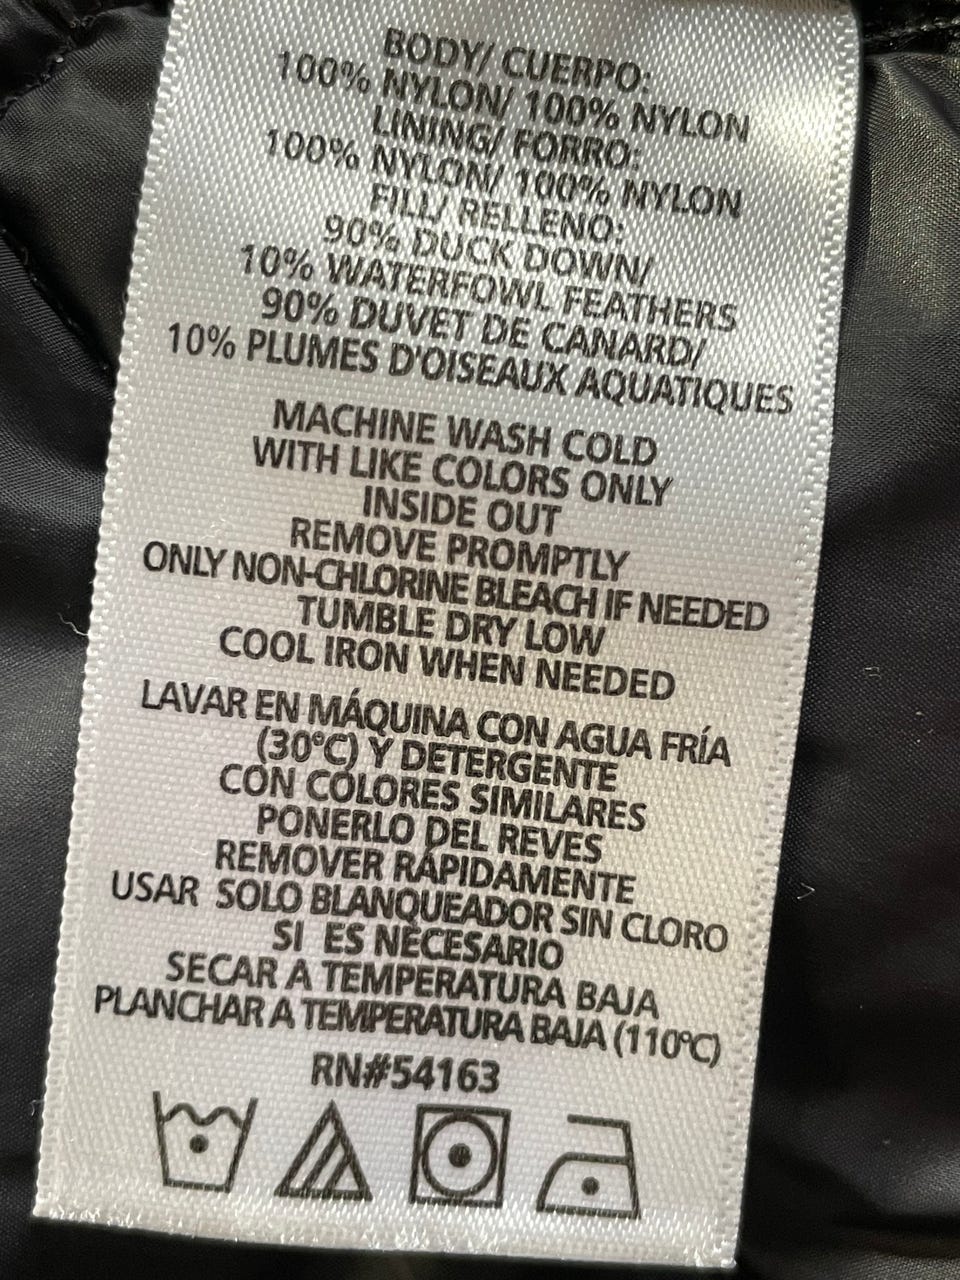 BODY/ CUERPO:
100% NYLON/ 100% NYLON
LINING/ FORRO:
100% NYLON/ 100% NYLON
FILL/ RELLENO:
90% DUCK DOWN/
10% WATERFOWL FEATHERS
90% DUVET DE CANARD/
10% PLUMES D'OISEAUX AQUATIQUES
MACHINE WASH COLD
WITH LIKE COLORS ONLY
INSIDE OUT
REMOVE PROMPTLY
ONLY NON-CHLORINE BLEACH IF NEEDED
TUMBLE DRY LOW
COOL IRON WHEN NEEDED
LAVAR EN MÁQUINA CON AGUA FRÍA
(30°C) Y DETERGENTE
CON COLORES SIMILARES
PONERLO DEL REVES
REMOVER RÁPIDAMENTE
USAR SOLO BLANQUEADOR SIN CLORO
SI ES NECESARIO
SECAR A TEMPERATURA BAJA
PLANCHAR A TEMPERATURA BAJA (110°C)
RN#54163